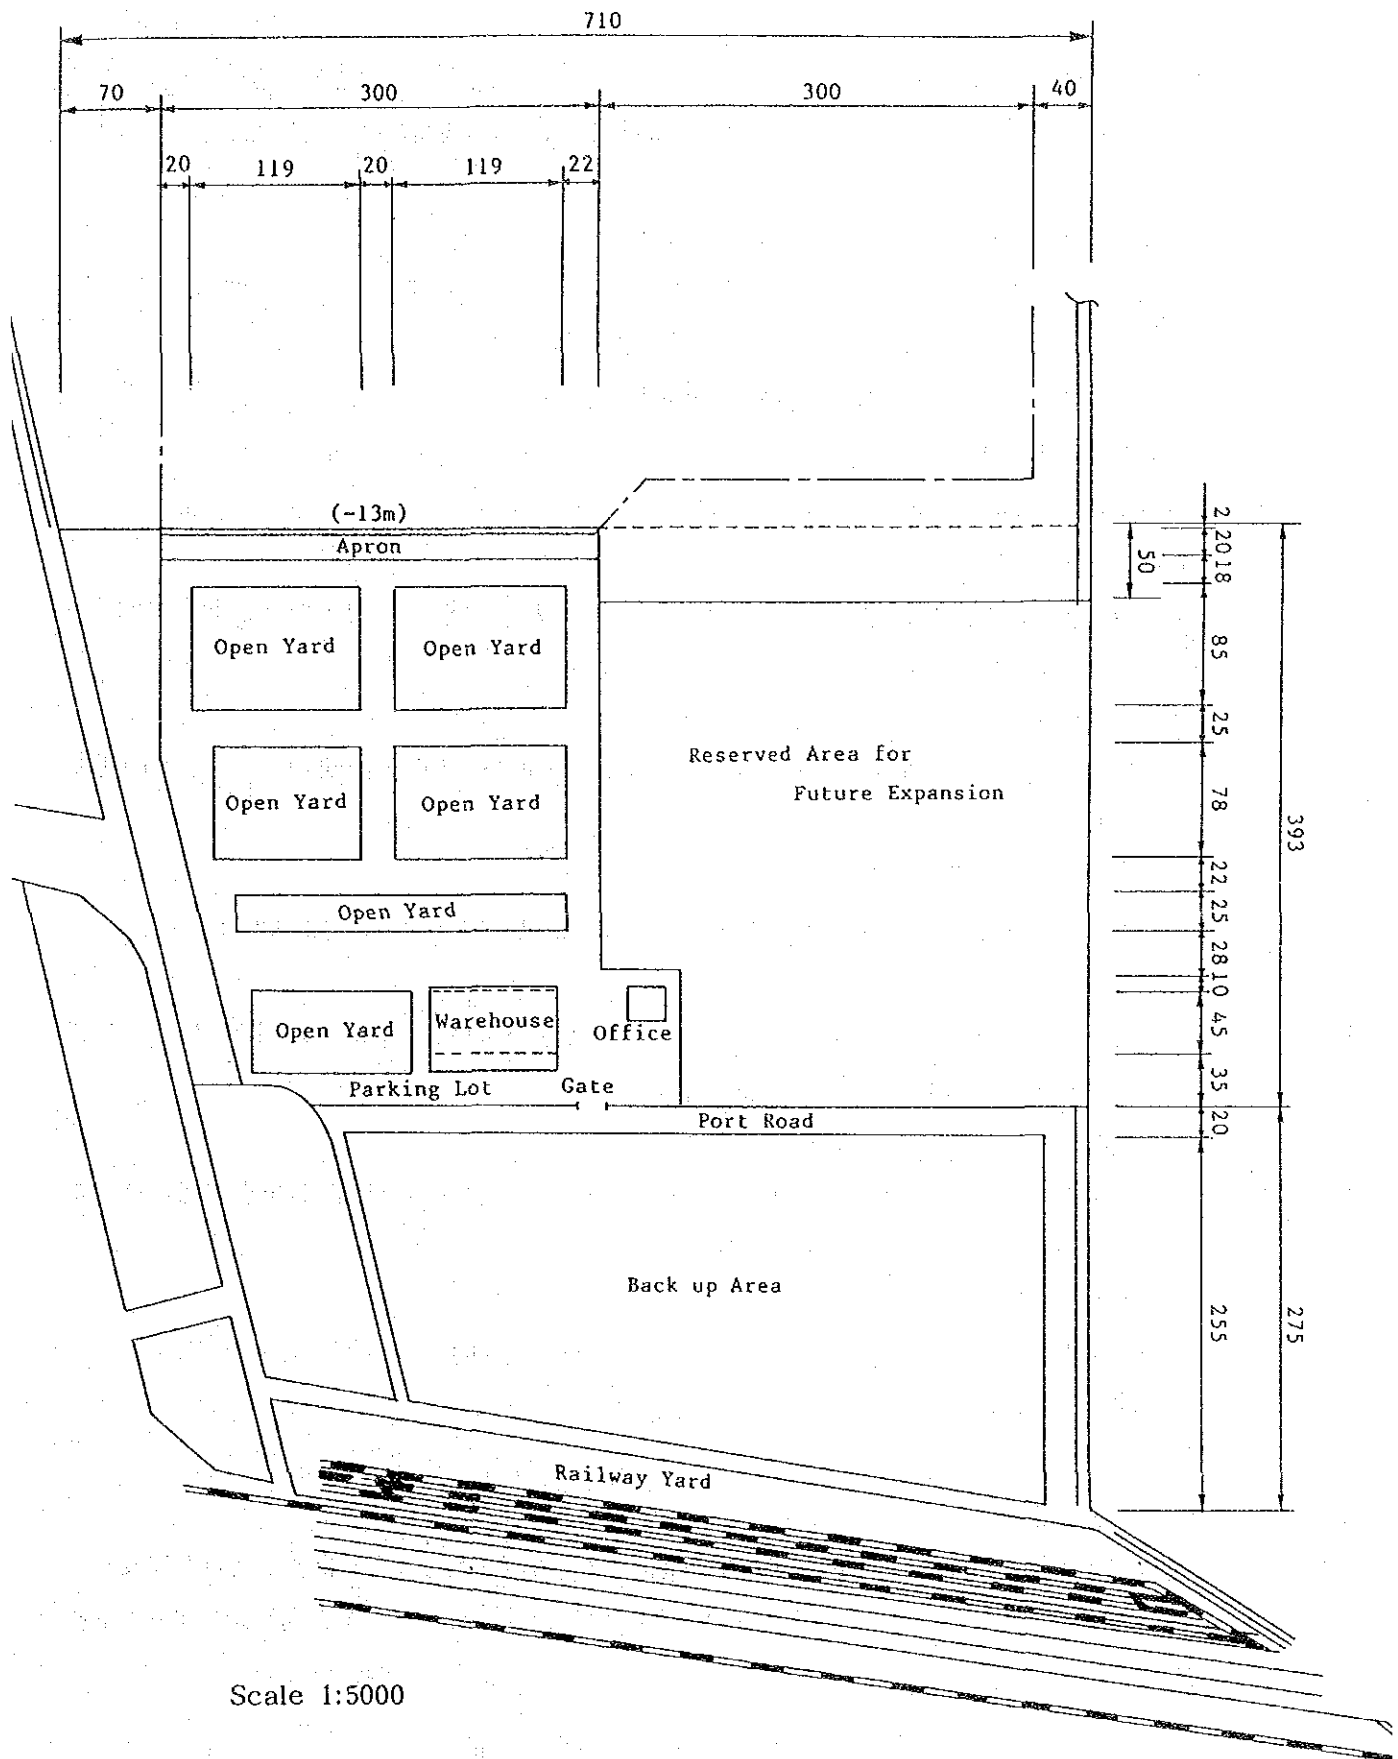 710
70 300 300 40
20 119 20 119 22
(-13m)
Apron
2
20
18
50
Open Yard Open Yard
85
25
Reserved Area for
Future Expansion
Open Yard Open Yard
78
393
22
Open Yard
25
28
10
Open Yard Warehouse Office
45
Parking Lot Gate
35
Port Road
20
Back up Area
255
275
Railway Yard
Scale 1:5000